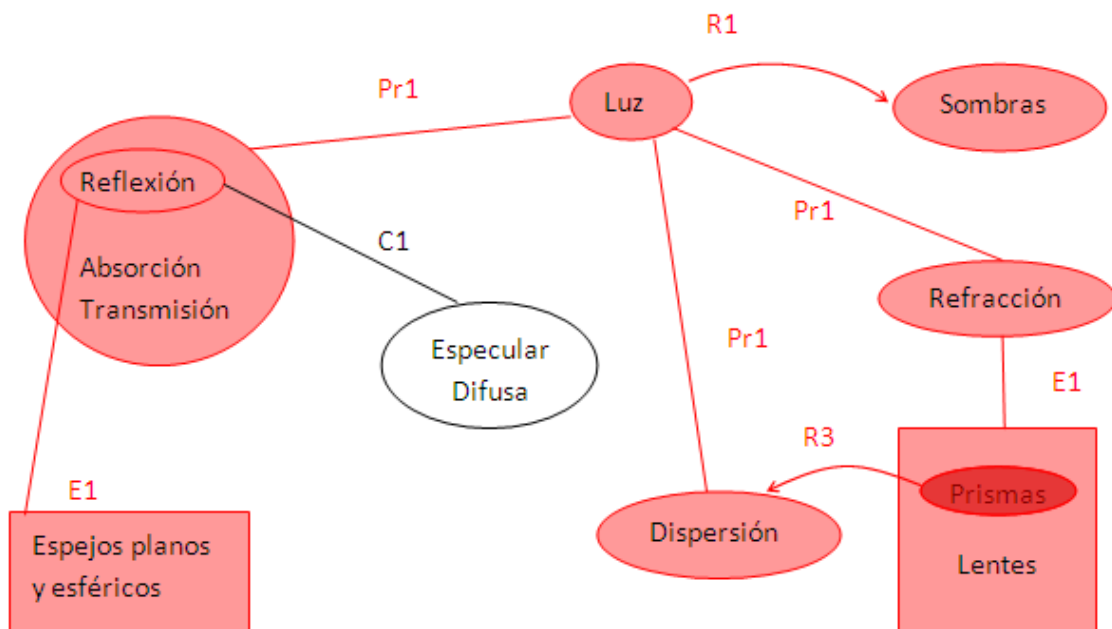 R1
Pr1
Luz
Sombras
Reflexión
Pr1
C1
Absorción
Transmisión
Refracción
Especular
Difusa
Pr1
E1
R3
E1
Prismas
Dispersión
Espejos planos
y esféricos
Lentes